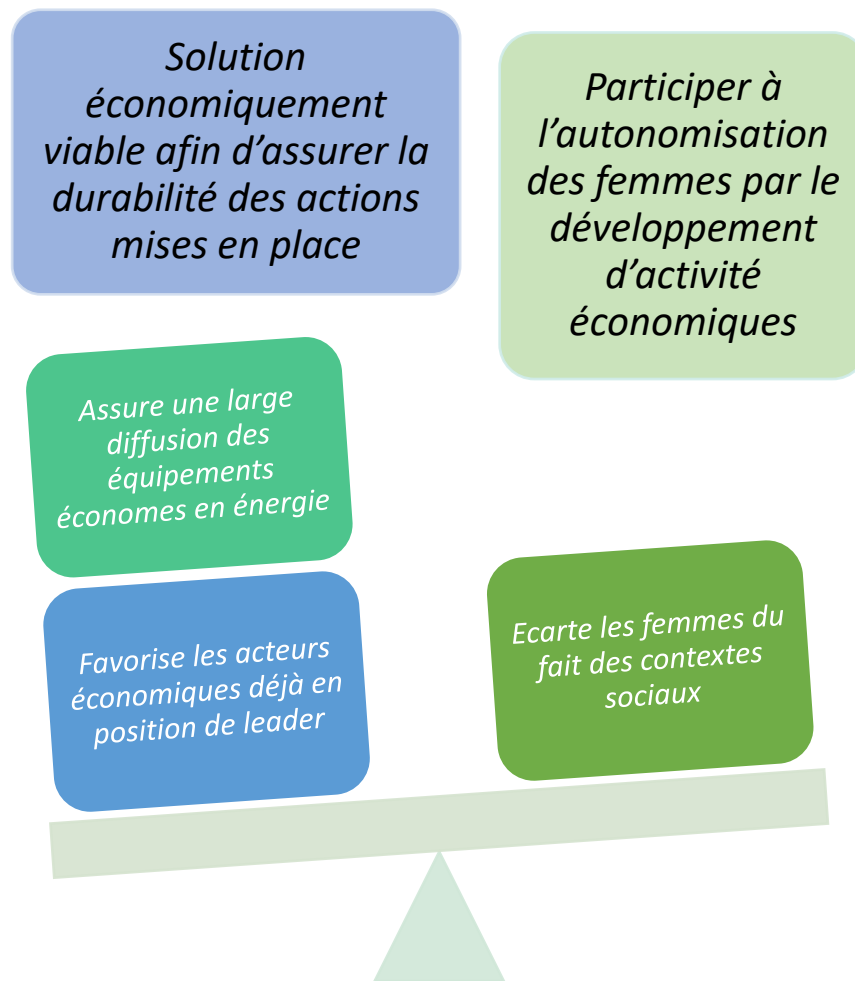 Solution
économiquement
viable afin d’assurer la
durabilité des actions
mises en place
Participer à
l’autonomisation
des femmes par le
développement
d’activité
économiques
Assure une large
diffusion des
équipements
économes en énergie
Favorise les acteurs
économiques déjà en
position de leader
Ecarte les femmes du
fait des contextes
sociaux